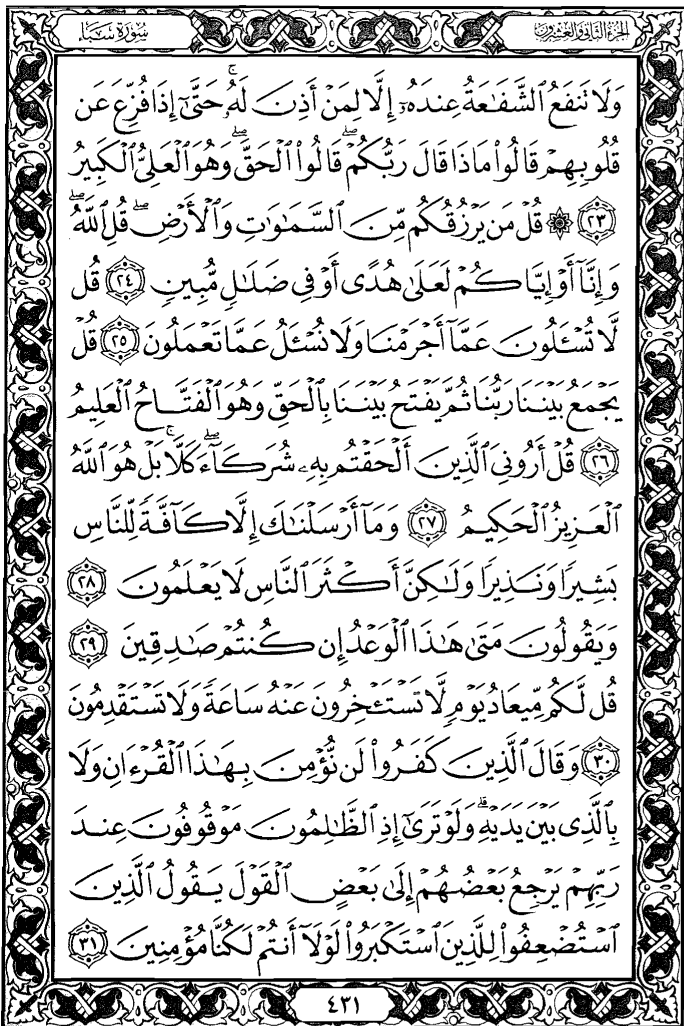 سُورَةُ سَبَإٍ
الجزء الثاني والعشرون
وَلَا تَنفَعُ ٱلشَّفَٰعَةُ عِندَهُۥٓ إِلَّا لِمَنۡ أَذِنَ لَهُۥۚ حَتَّىٰٓ إِذَا فُزِّعَ عَن
قُلُوبِهِمۡ قَالُواْ مَاذَا قَالَ رَبُّكُمۡۖ قَالُواْ ٱلۡحَقَّۖ وَهُوَ ٱلۡعَلِيُّ ٱلۡكَبِيرُ
٢٣ ۞ قُلۡ مَن يَرۡزُقُكُم مِّنَ ٱلسَّمَٰوَٰتِ وَٱلۡأَرۡضِۖ قُلِ ٱللَّهُۖ
وَإِنَّآ أَوۡ إِيَّاكُمۡ لَعَلَىٰ هُدًى أَوۡ فِي ضَلَٰلٖ مُّبِينٖ ٢٤ قُل
لَّا تُسۡـَٔلُونَ عَمَّآ أَجۡرَمۡنَا وَلَا نُسۡـَٔلُ عَمَّا تَعۡمَلُونَ ٢٥ قُلۡ
يَجۡمَعُ بَيۡنَنَا رَبُّنَا ثُمَّ يَفۡتَحُ بَيۡنَنَا بِٱلۡحَقِّ وَهُوَ ٱلۡفَتَّاحُ ٱلۡعَلِيمُ
٢٦ قُلۡ أَرُونِيَ ٱلَّذِينَ أَلۡحَقۡتُم بِهِۦ شُرَكَآءَۖ كَلَّاۚ بَلۡ هُوَ ٱللَّهُ
ٱلۡعَزِيزُ ٱلۡحَكِيمُ ٢٧ وَمَآ أَرۡسَلۡنَٰكَ إِلَّا كَآفَّةٗ لِّلنَّاسِ
بَشِيرٗا وَنَذِيرٗا وَلَٰكِنَّ أَكۡثَرَ ٱلنَّاسِ لَا يَعۡلَمُونَ ٢٨
وَيَقُولُونَ مَتَىٰ هَٰذَا ٱلۡوَعۡدُ إِن كُنتُمۡ صَٰدِقِينَ ٢٩
قُل لَّكُم مِّيعَادُ يَوۡمٖ لَّا تَسۡتَـٔۡخِرُونَ عَنۡهُ سَاعَةٗ وَلَا تَسۡتَقۡدِمُونَ
٣٠ وَقَالَ ٱلَّذِينَ كَفَرُواْ لَن نُّؤۡمِنَ بِهَٰذَا ٱلۡقُرۡءَانِ وَلَا
بِٱلَّذِي بَيۡنَ يَدَيۡهِۗ وَلَوۡ تَرَىٰٓ إِذِ ٱلظَّٰلِمُونَ مَوۡقُوفُونَ عِندَ
رَبِّهِمۡ يَرۡجِعُ بَعۡضُهُمۡ إِلَىٰ بَعۡضٍ ٱلۡقَوۡلَ يَقُولُ ٱلَّذِينَ
ٱسۡتُضۡعِفُواْ لِلَّذِينَ ٱسۡتَكۡبَرُواْ لَوۡلَآ أَنتُمۡ لَكُنَّا مُؤۡمِنِينَ ٣١
٤٣١